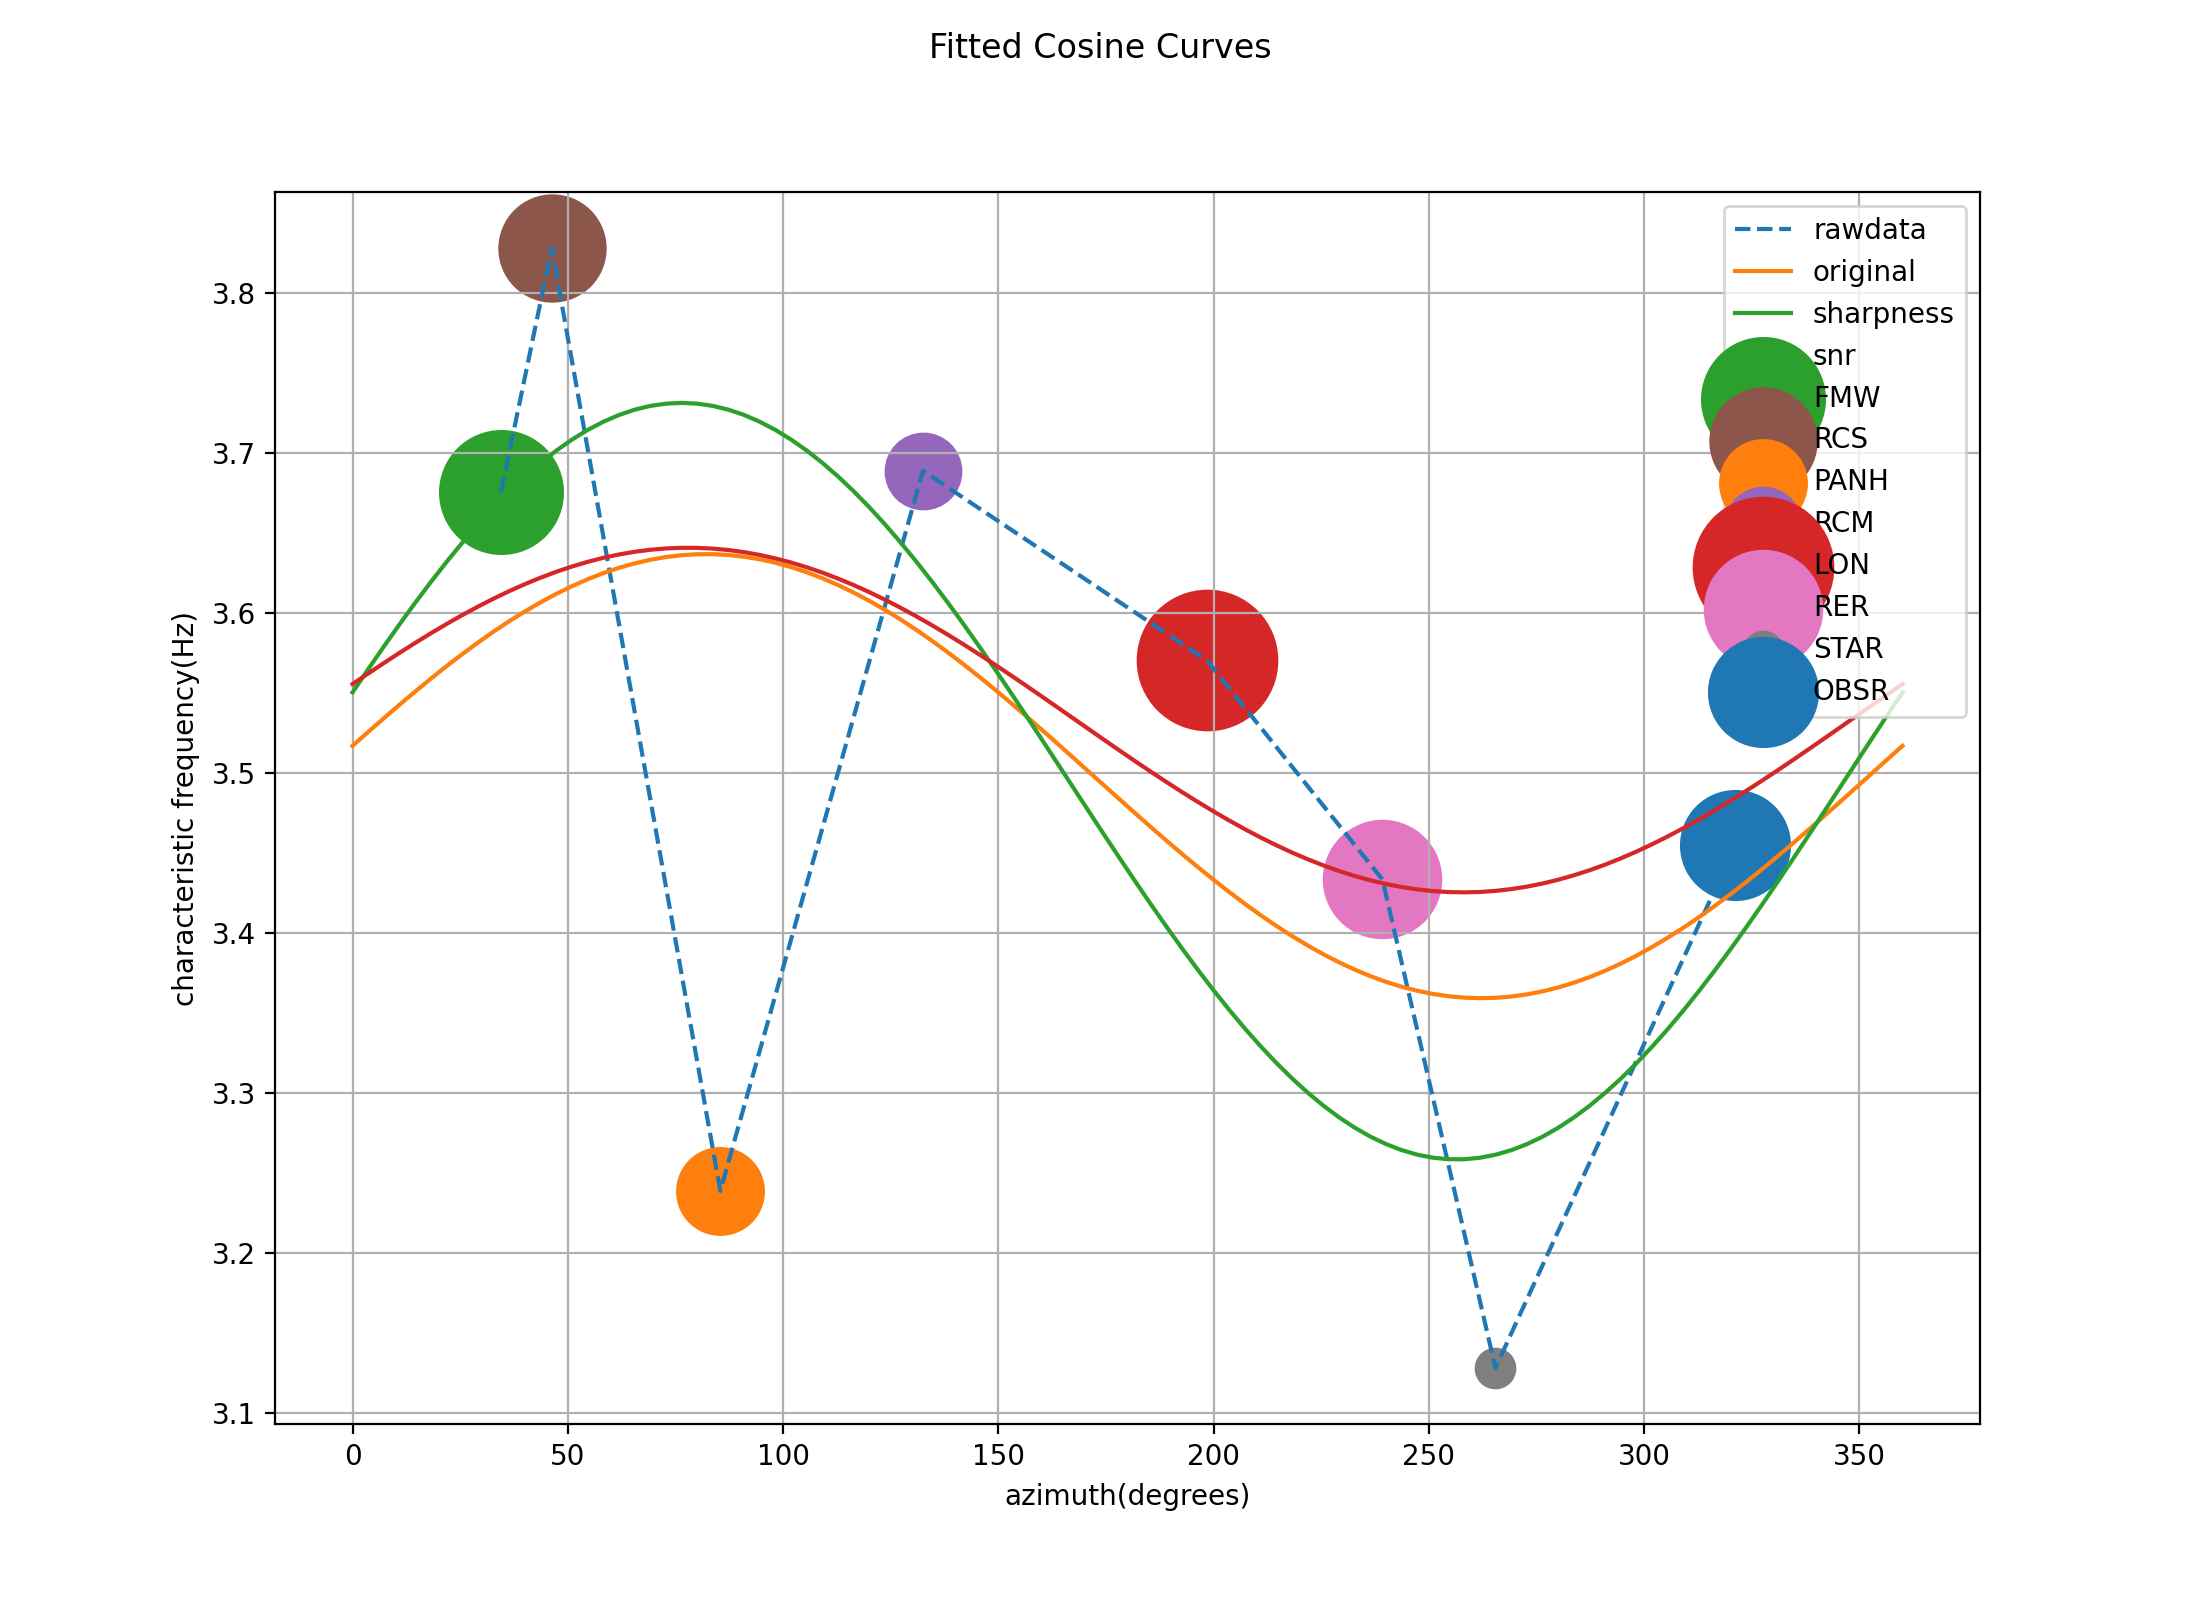 Fitted Cosine Curves
rawdata
original
sharpness
snr
FMW
RCS
PANH
RCM
LON
RER
STAR
OBSR
characteristic frequency(Hz)
3.8
3.7
3.6
3.5
3.4
3.3
3.2
3.1
0 50 100 150 200 250 300 350
azimuth(degrees)